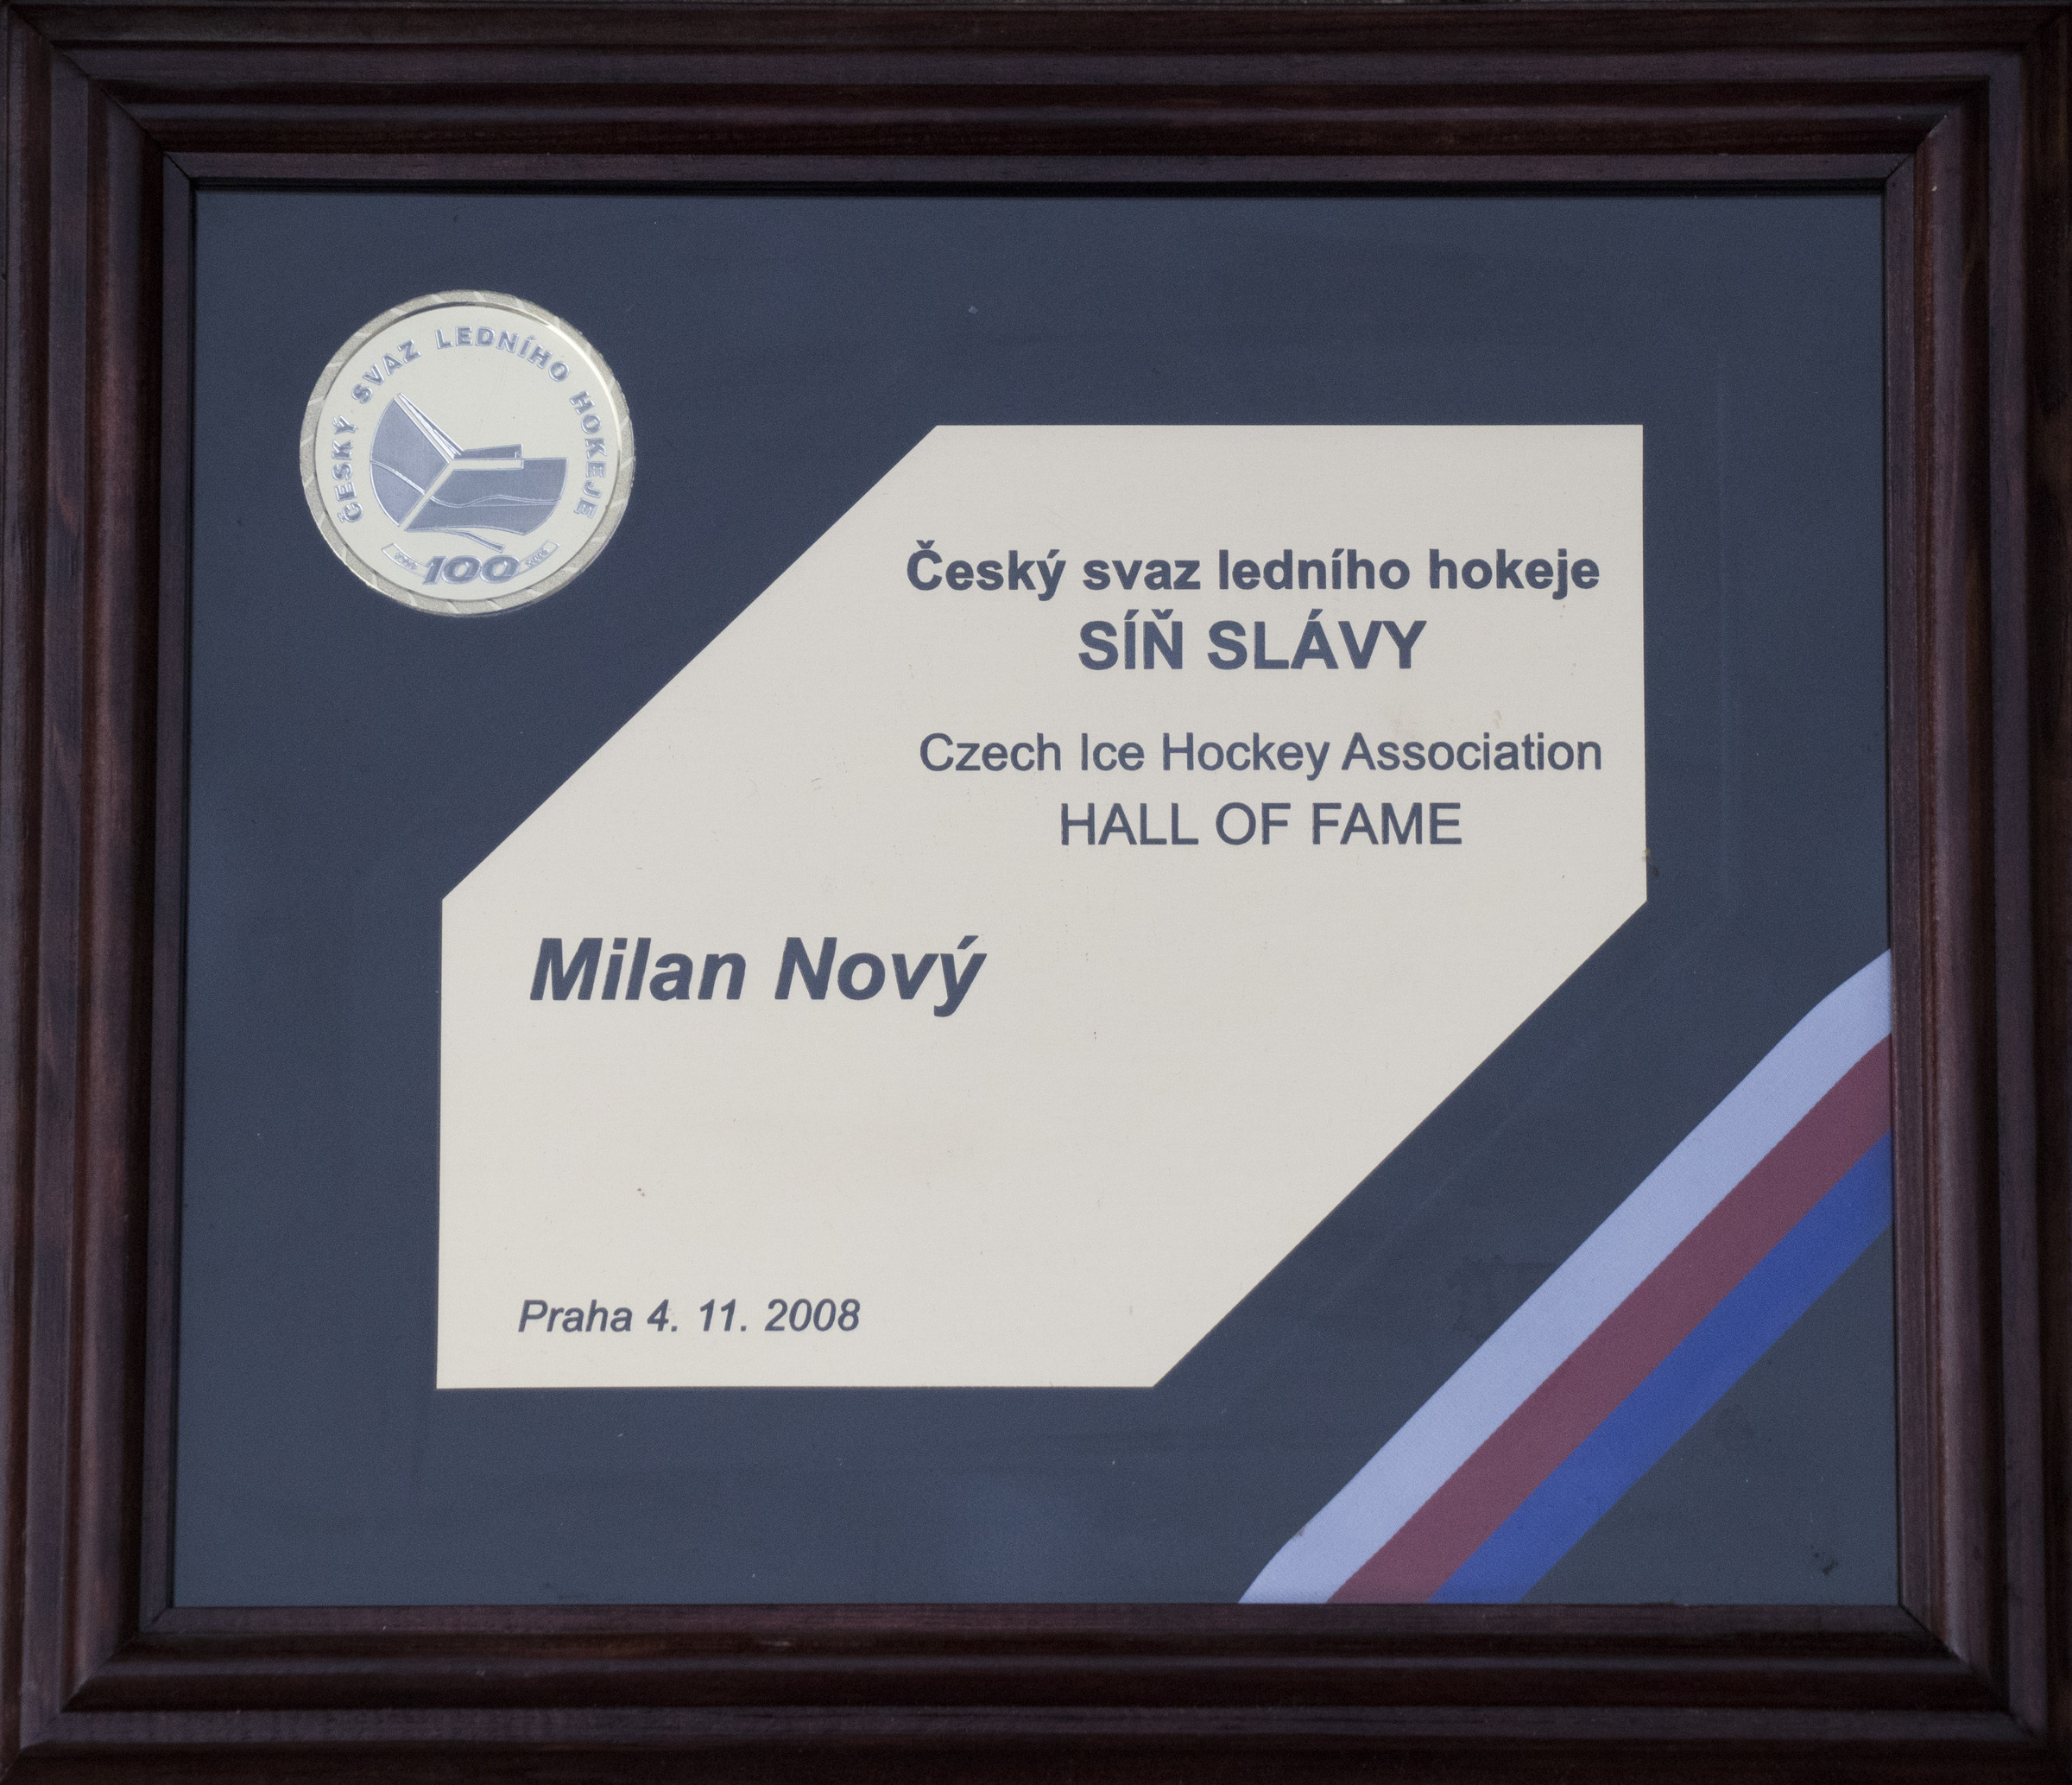 ČESKÝ SVAZ LEDNÍHO HOKEJE
100
Český svaz ledního hokeje
SÍŇ SLÁVY
Czech Ice Hockey Association
HALL OF FAME
Milan Nový
Praha 4. 11. 2008